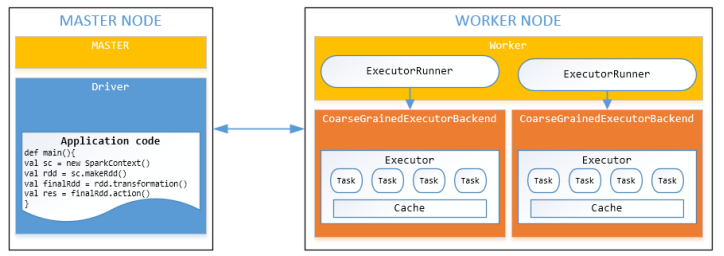 MASTER NODE
MASTER
Driver
Application code
def main(){
val sc = new SparkContext()
val rdd = sc.makeRdd()
val finalRdd = rdd.transformation()
val res = finalRdd.action()
}
WORKER NODE
Worker
ExecutorRunner
ExecutorRunner
CoarseGrainedExecutorBackend
Executor
Task Task Task Task
Cache
CoarseGrainedExecutorBackend
Executor
Task Task Task Task
Cache